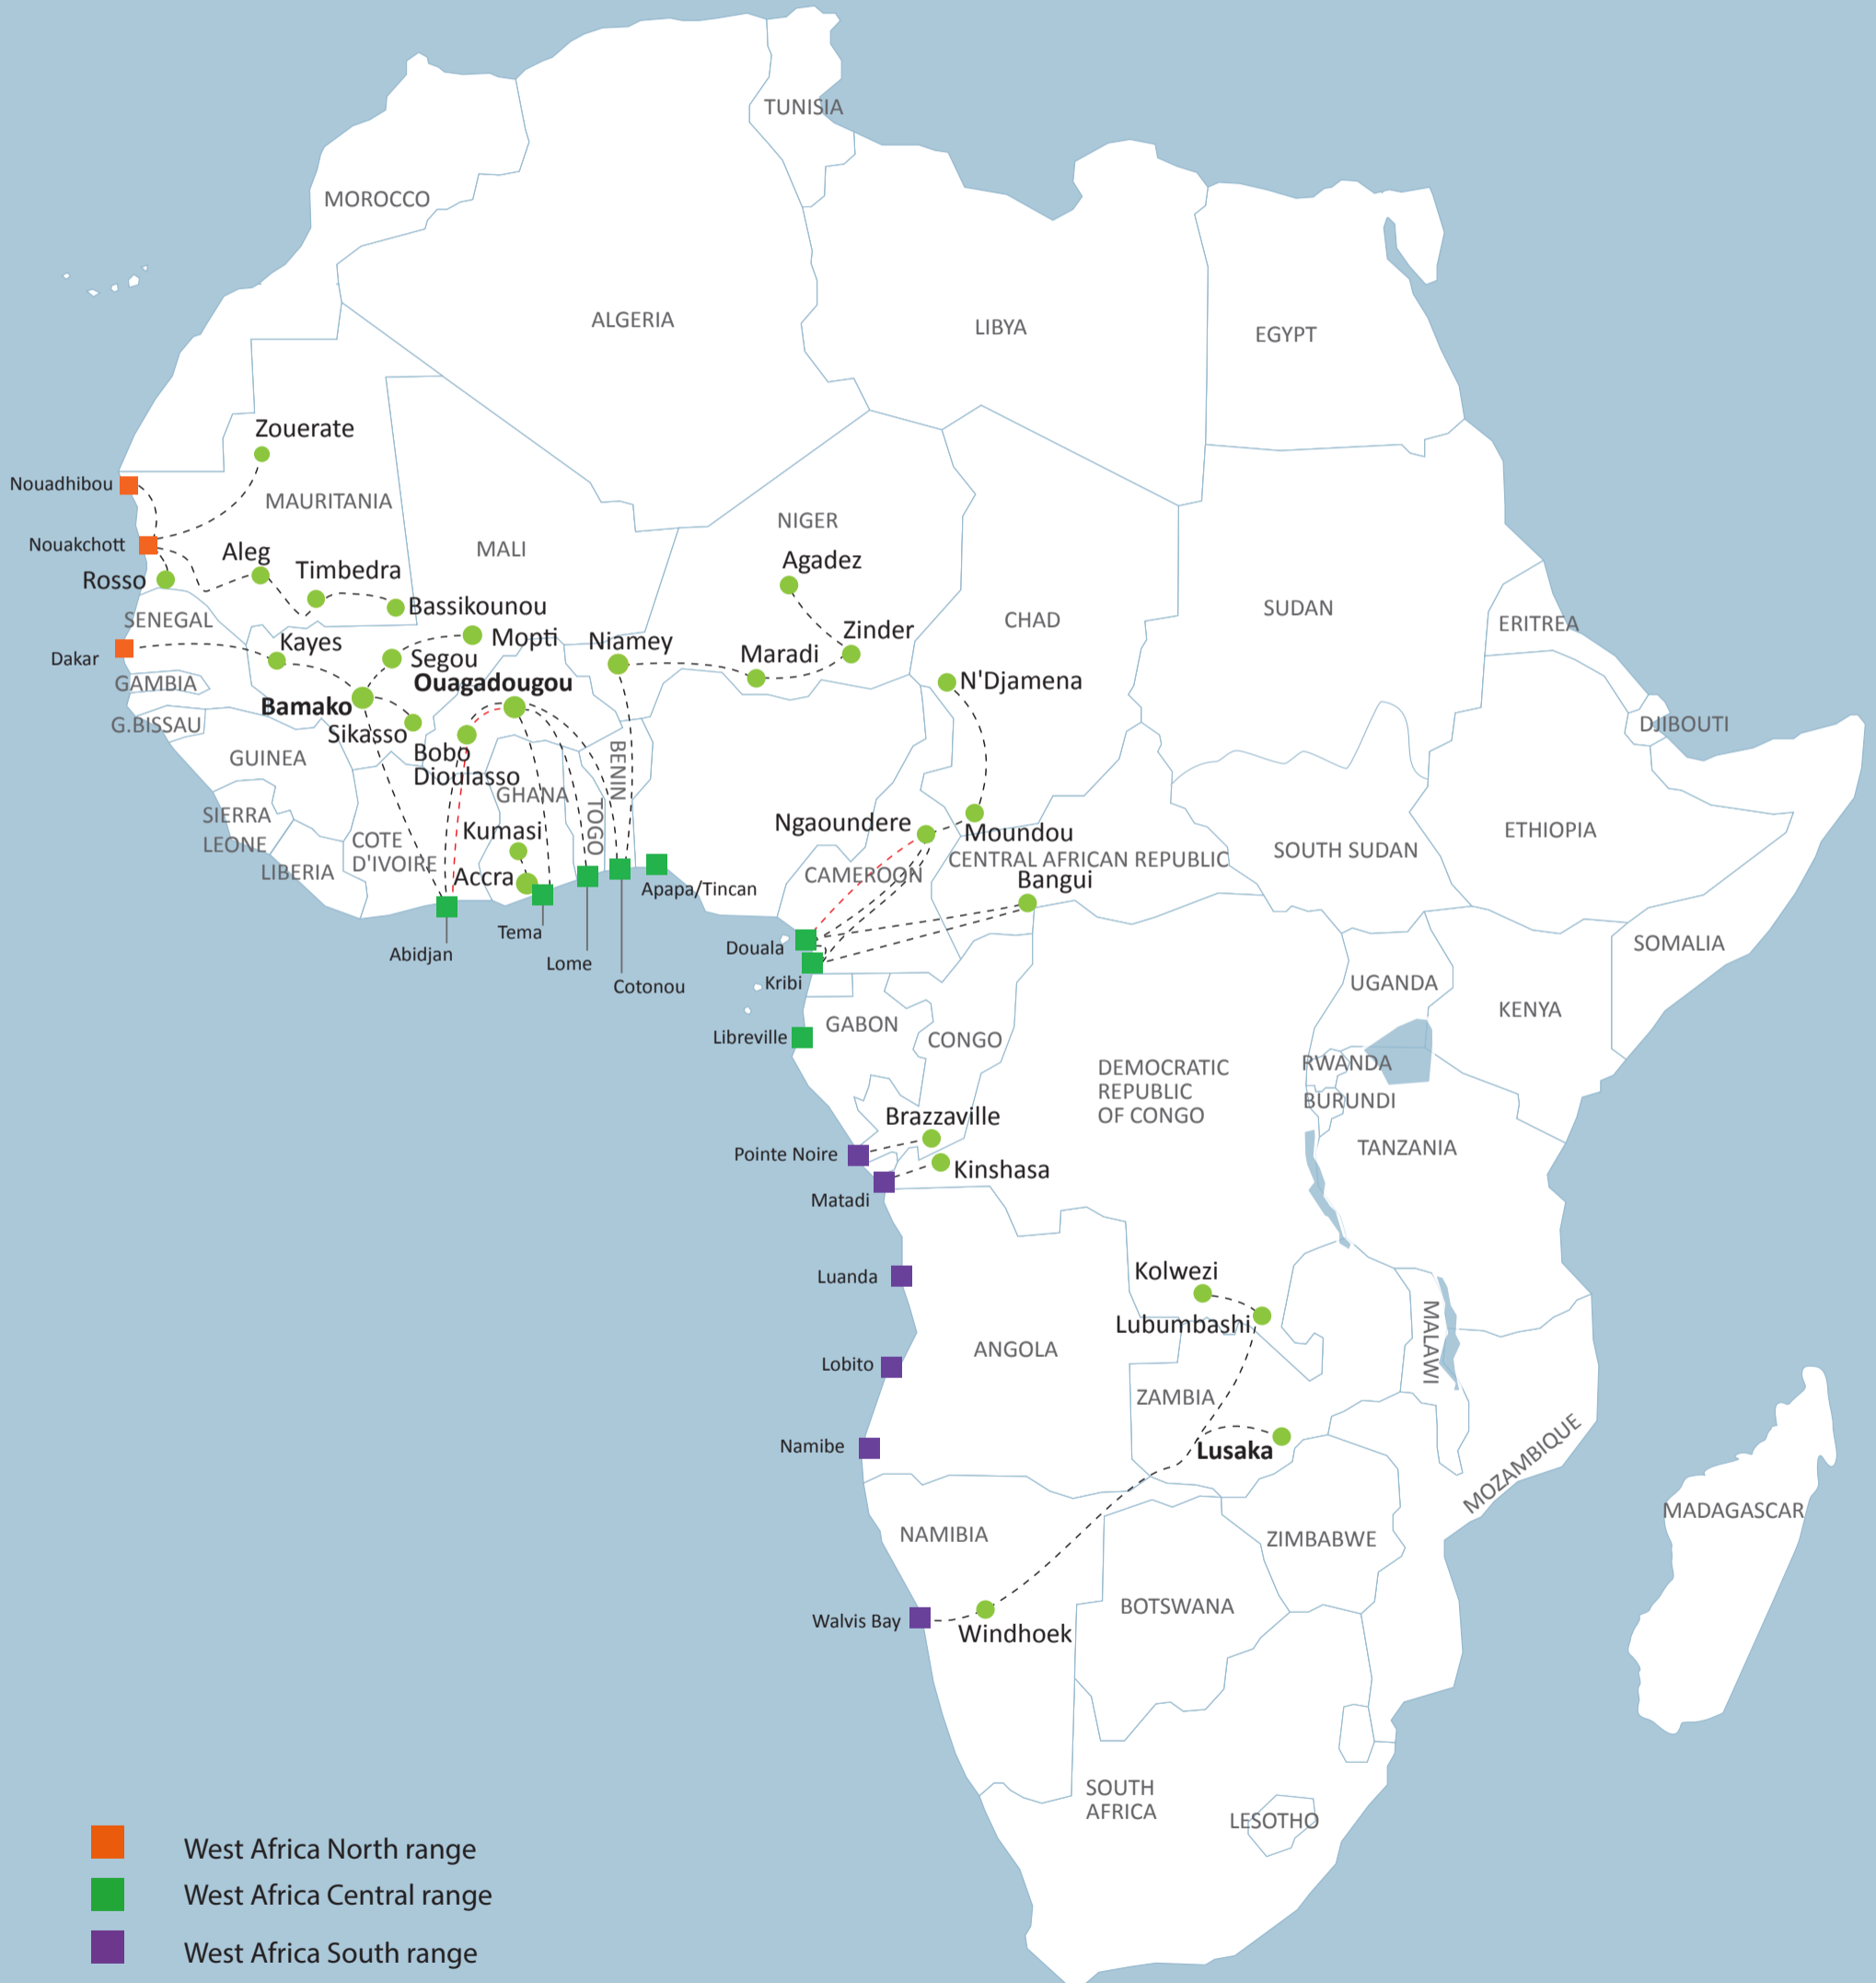 TUNISIA
MOROCCO
ALGERIA
LIBYA
EGYPT
Zouerate
Nouadhibou
MAURITANIA
NIGER
Nouakchott
Aleg
MALI
Agadez
Timbedra
Rosso
Bassikounou
SENEGAL
CHAD
SUDAN
ERITREA
Kayes
Mopti
Niamey
Zinder
Dakar
Segou
Maradi
GAMBIA
Ouagadougou
N'Djamena
Bamako
G.BISSAU
Sikasso
DJIBOUTI
Bobo
Dioulasso
GUINEA
BENIN
GHANA
TOGO
SIERRA
LEONE
Kumasi
Ngaoundere
Moundou
ETHIOPIA
COTE
D'IVOIRE
LIBERIA
Accra
CENTRAL AFRICAN REPUBLIC
SOUTH SUDAN
CAMEROON
Bangui
Apapa/Tincan
Tema
Abidjan
Lome
Cotonou
Douala
Kribi
SOMALIA
UGANDA
KENYA
GABON
Libreville
CONGO
RWANDA
DEMOCRATIC
REPUBLIC
OF CONGO
BURUNDI
Brazzaville
TANZANIA
Pointe Noire
Kinshasa
Matadi
Luanda
Kolwezi
Lubumbashi
MALAWI
ANGOLA
Lobito
ZAMBIA
Namibe
Lusaka
MOZAMBIQUE
MADAGASCAR
NAMIBIA
ZIMBABWE
BOTSWANA
Walvis Bay
Windhoek
SOUTH
AFRICA
LESOTHO
West Africa North range
West Africa Central range
West Africa South range